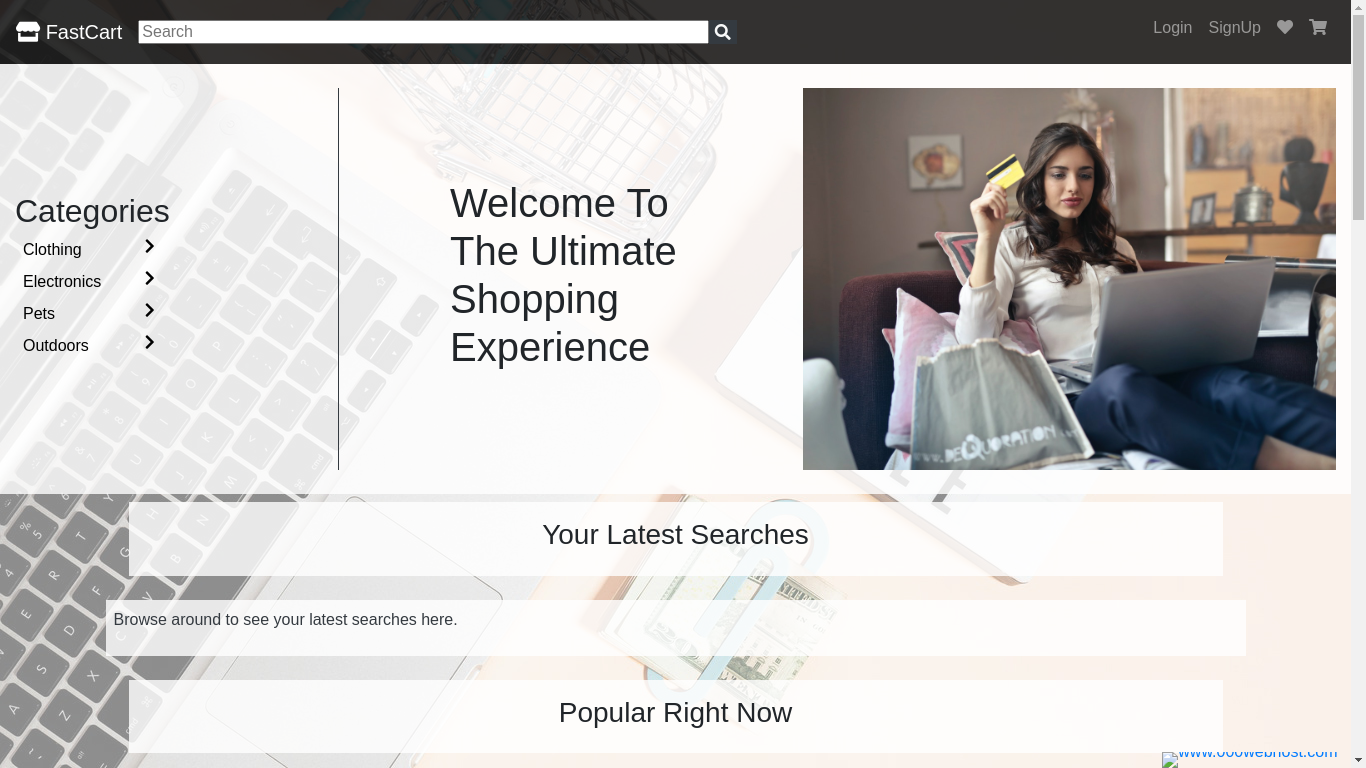 FastCart
Search
Login
SignUp
Categories
Clothing
Electronics
Pets
Outdoors
Welcome To
The Ultimate
Shopping
Experience
DEQUORATION
Your Latest Searches
Browse around to see your latest searches here.
Popular Right Now
www.000webhost.com